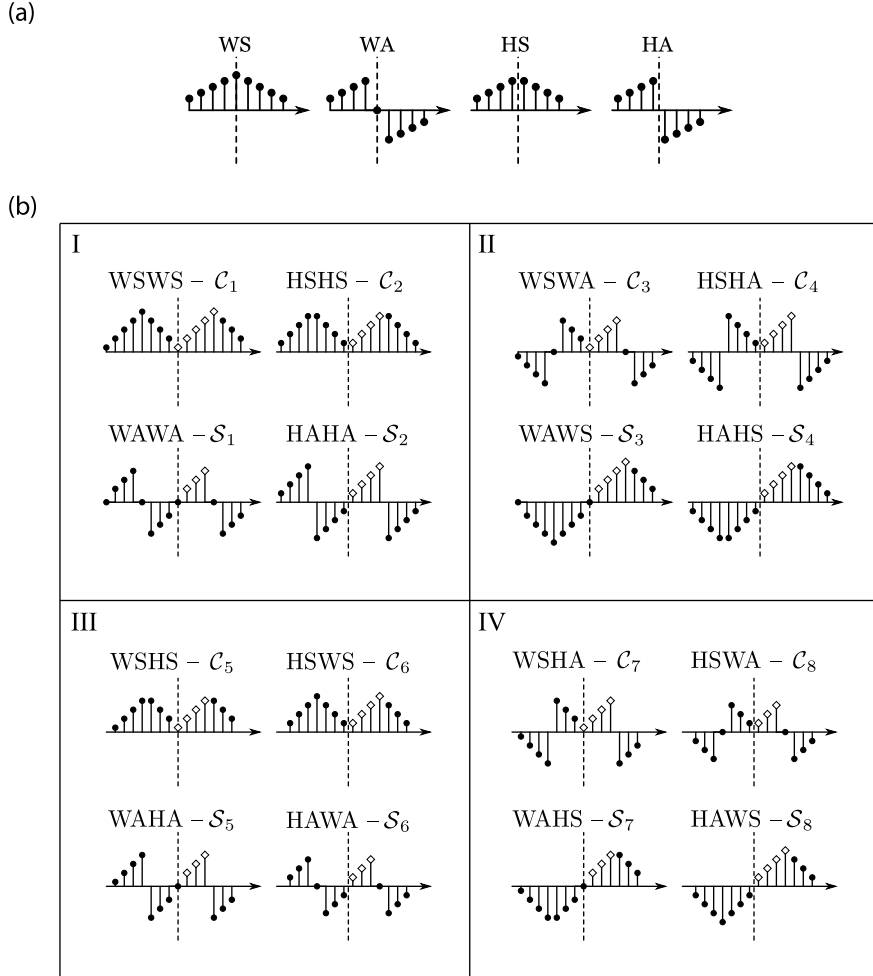 (a)
WS WA HS HA
(b)
I
WSWS – 𝒞₁ HSHS – 𝒞₂
WAWA – 𝒮₁ HAHA – 𝒮₂
II
WSWA – 𝒞₃ HSHA – 𝒞₄
WAWS – 𝒮₃ HAHS – 𝒮₄
III
WSHS – 𝒞₅ HSWS – 𝒞₆
WAHA – 𝒮₅ HAWA – 𝒮₆
IV
WSHA – 𝒞₇ HSWA – 𝒞₈
WAHS – 𝒮₇ HAWS – 𝒮₈